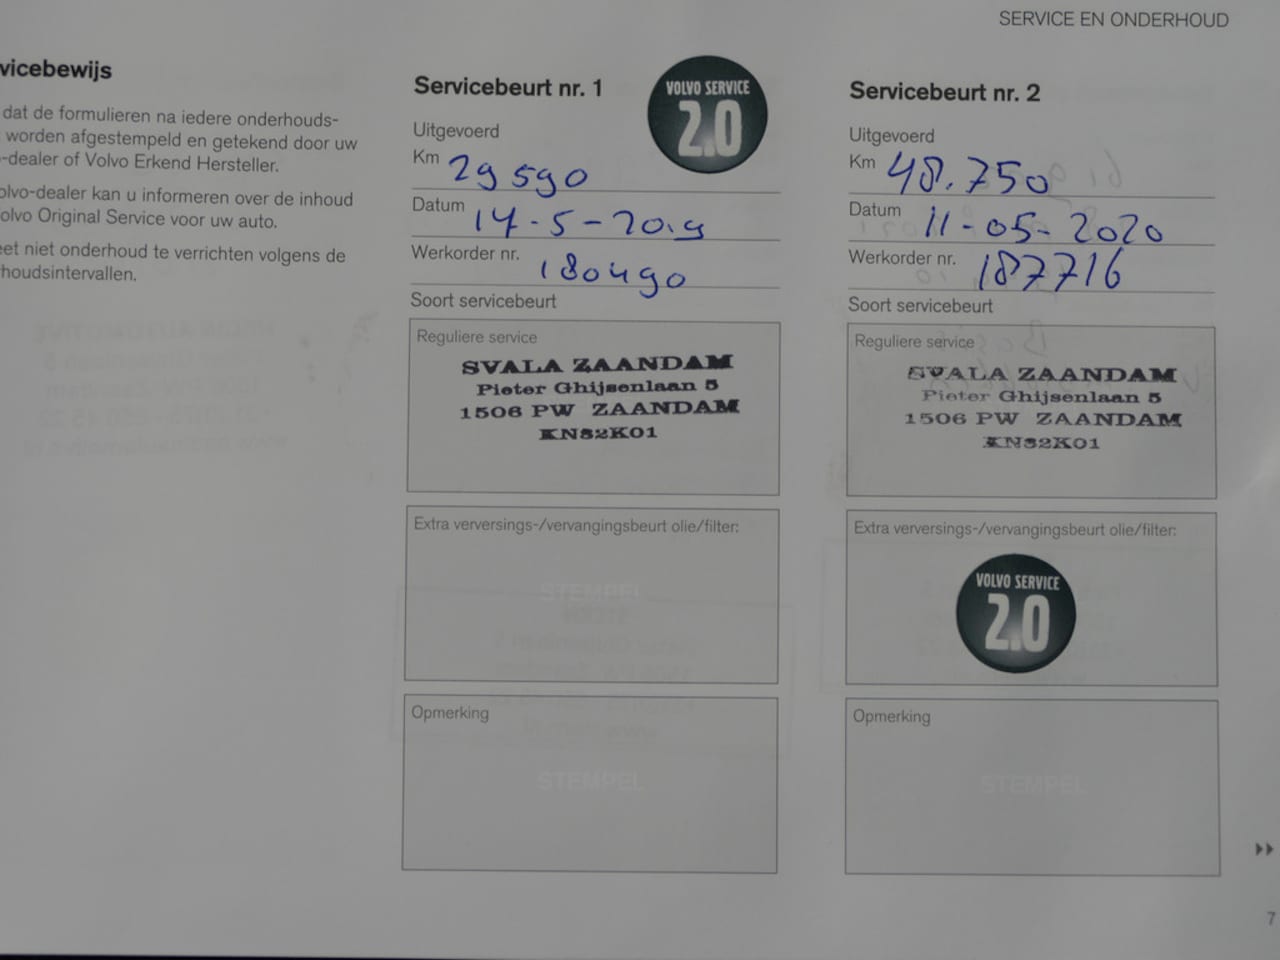 SERVICE EN ONDERHOUD
vicebewijs
dat de formulieren na iedere onderhouds-
worden afgestempeld en getekend door uw
-dealer of Volvo Erkend Hersteller.
olvo-dealer kan u informeren over de inhoud
olvo Original Service voor uw auto.
eet niet onderhoud te verrichten volgens de
rhoudsintervallen.
Servicebeurt nr. 1
VOLVO SERVICE
2.0
Uitgevoerd
Km 29590
Datum 14-5-2019
Werkorder nr. 180490
Soort servicebeurt
Reguliere service
SVALA ZAANDAM
Pieter Ghijsenlaan 5
1506 PW ZAANDAM
KN82K01
Extra verversings-/vervangingsbeurt olie/filter:
STEMPEL
Opmerking
STEMPEL
Servicebeurt nr. 2
Uitgevoerd
Km 48.750
Datum 11-05-2020
Werkorder nr. 187716
Soort servicebeurt
Reguliere service
SVALA ZAANDAM
Pieter Ghijsenlaan 5
1506 PW ZAANDAM
KN82K01
Extra verversings-/vervangingsbeurt olie/filter:
VOLVO SERVICE
2.0
Opmerking
STEMPEL
7